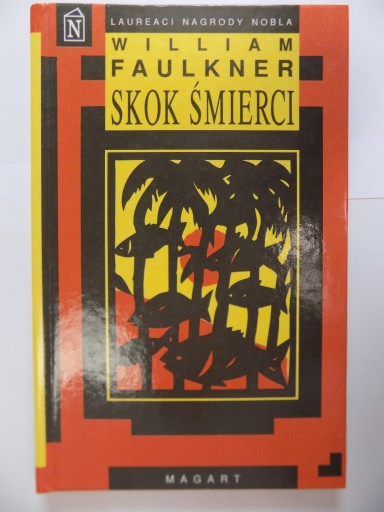 N
LAUREACI NAGRODY NOBLA
WILLIAM
FAULKNER
SKOK ŚMIERCI
MAGART